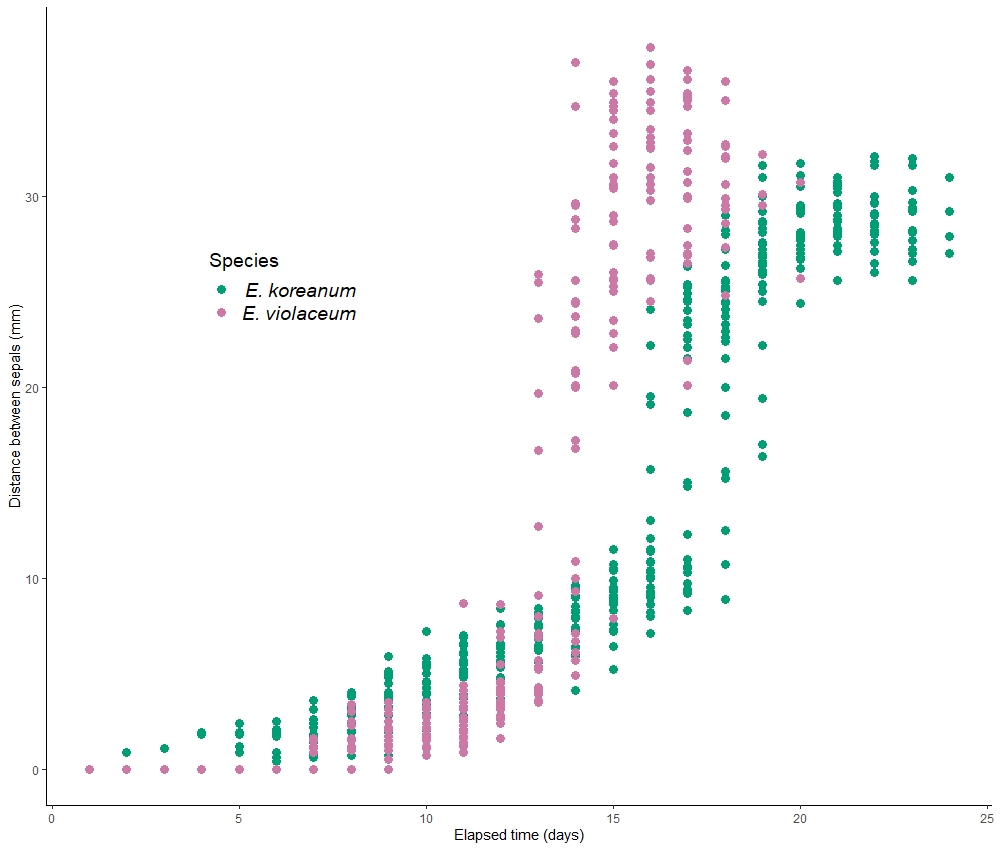 30
20
10
0
Distance between sepals (mm)
Species
E. koreanum
E. violaceum
0 5 10 15 20 25
Elapsed time (days)